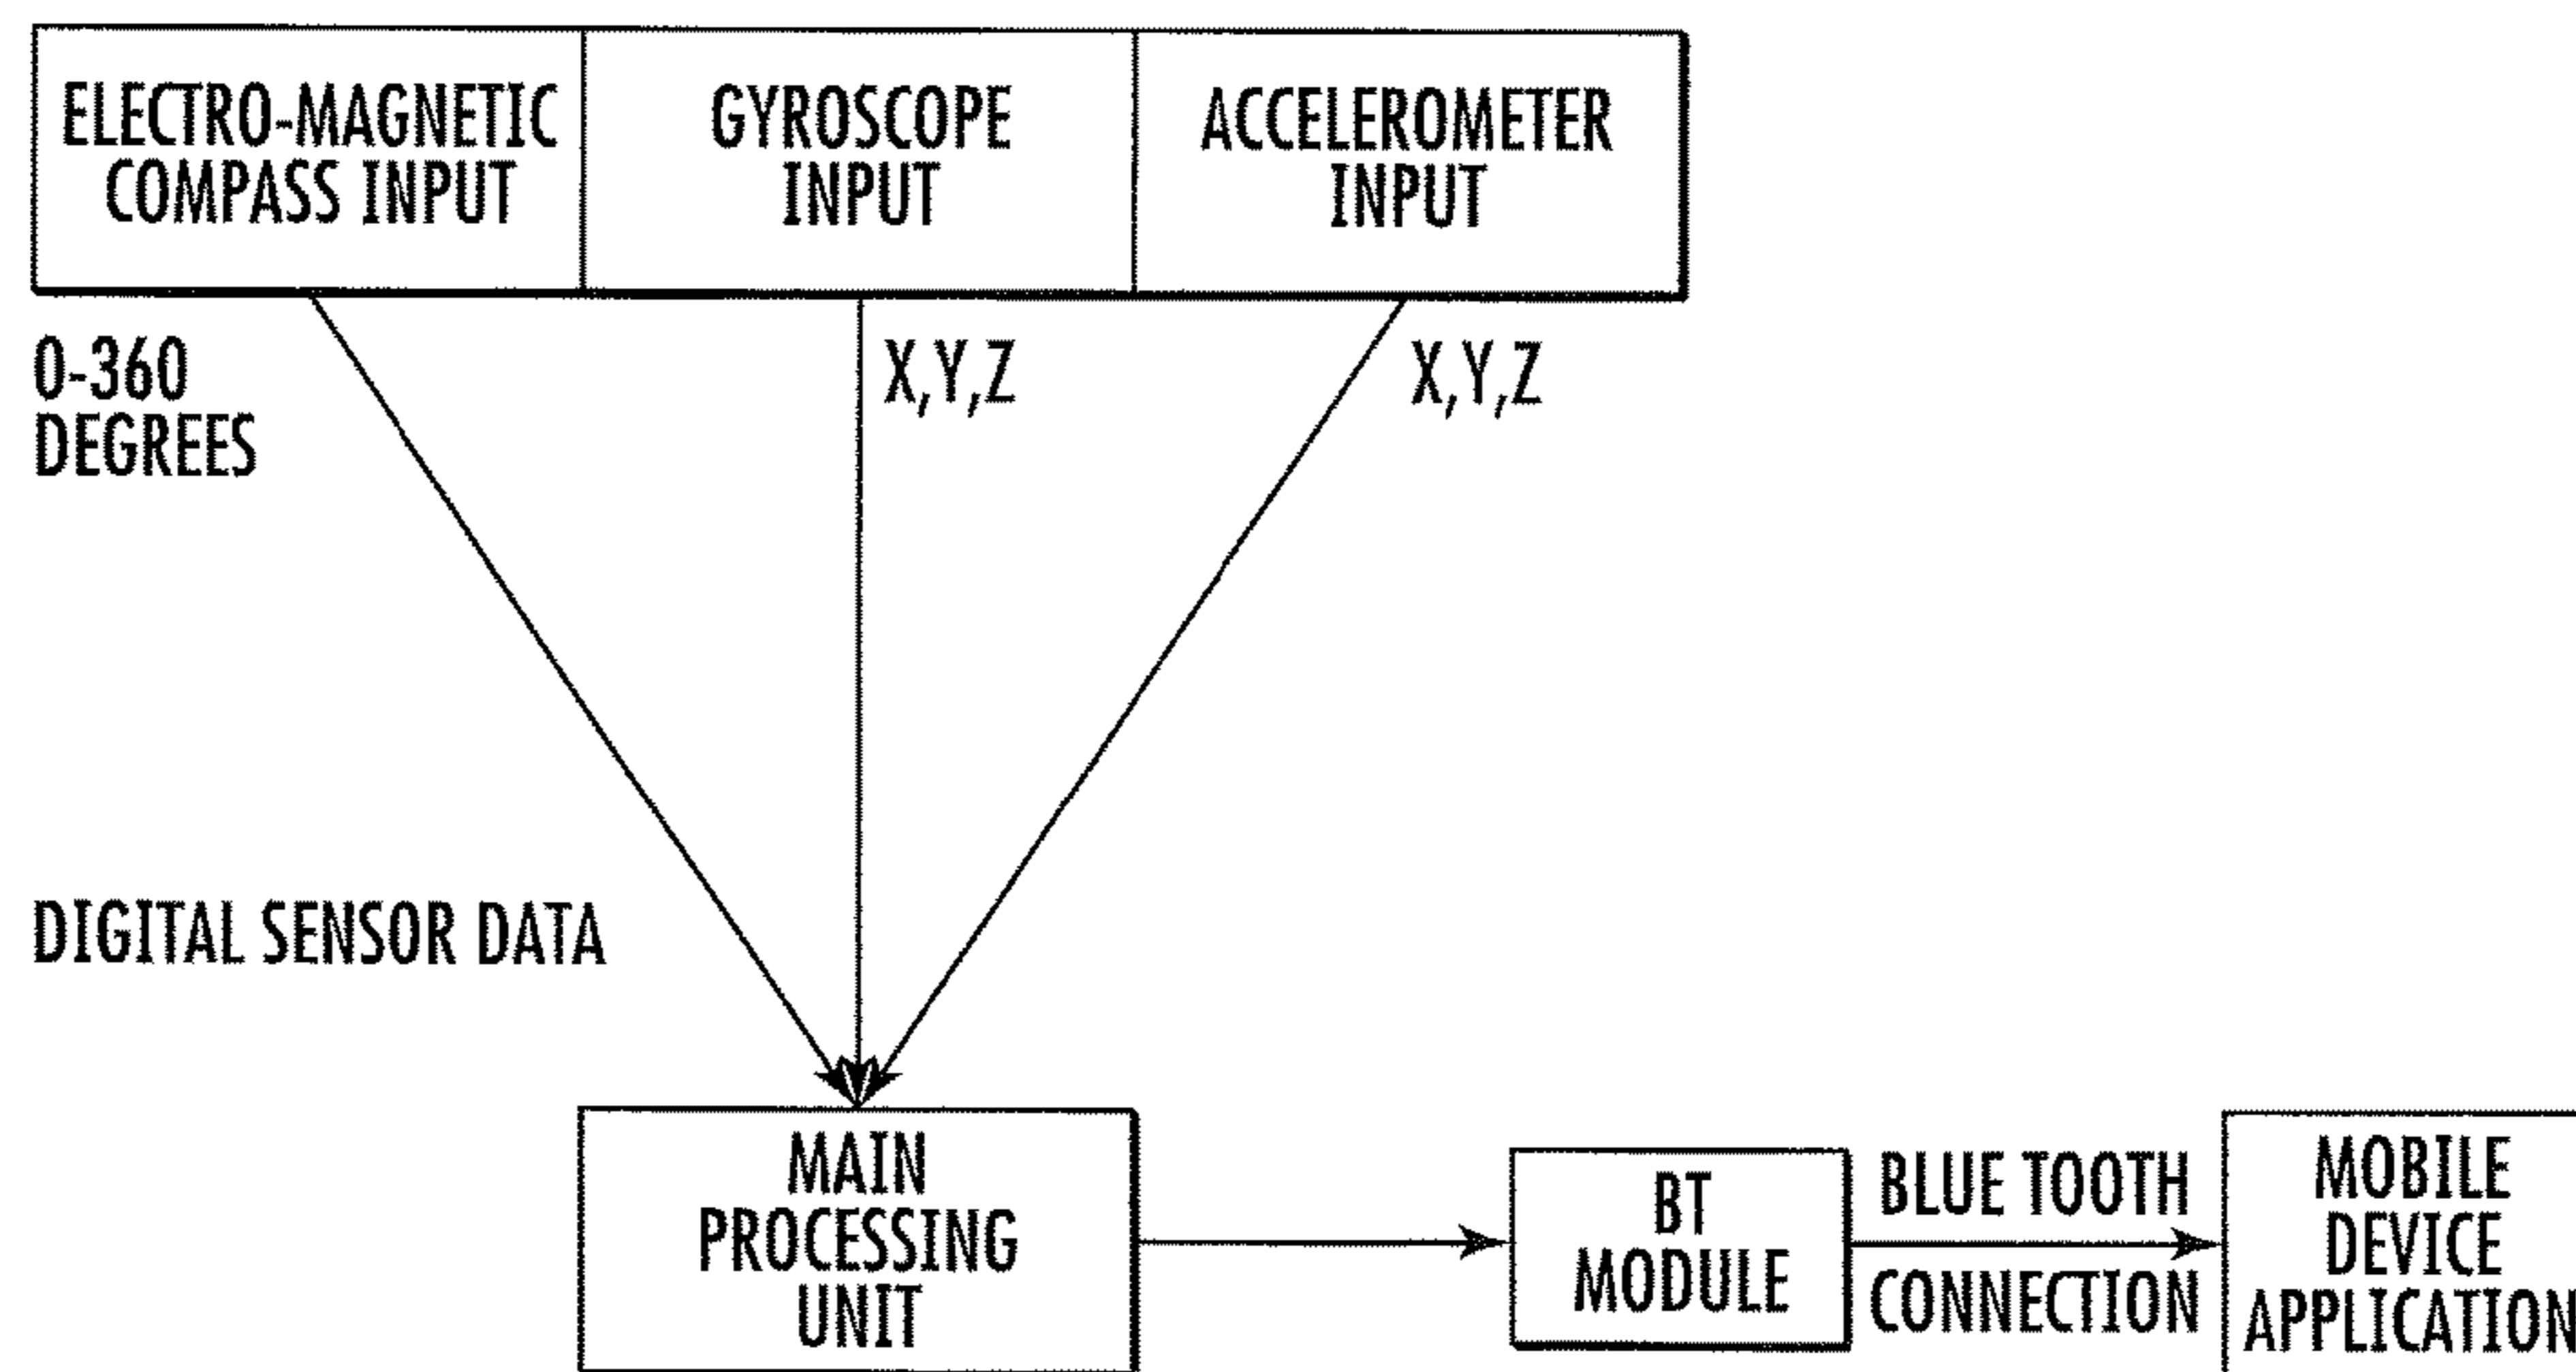 ELECTRO-MAGNETIC
COMPASS INPUT
GYROSCOPE
INPUT
ACCELEROMETER
INPUT
0-360
DEGREES
X,Y,Z
X,Y,Z
DIGITAL SENSOR DATA
MAIN
PROCESSING
UNIT
BT
MODULE
BLUE TOOTH
CONNECTION
MOBILE
DEVICE
APPLICATION